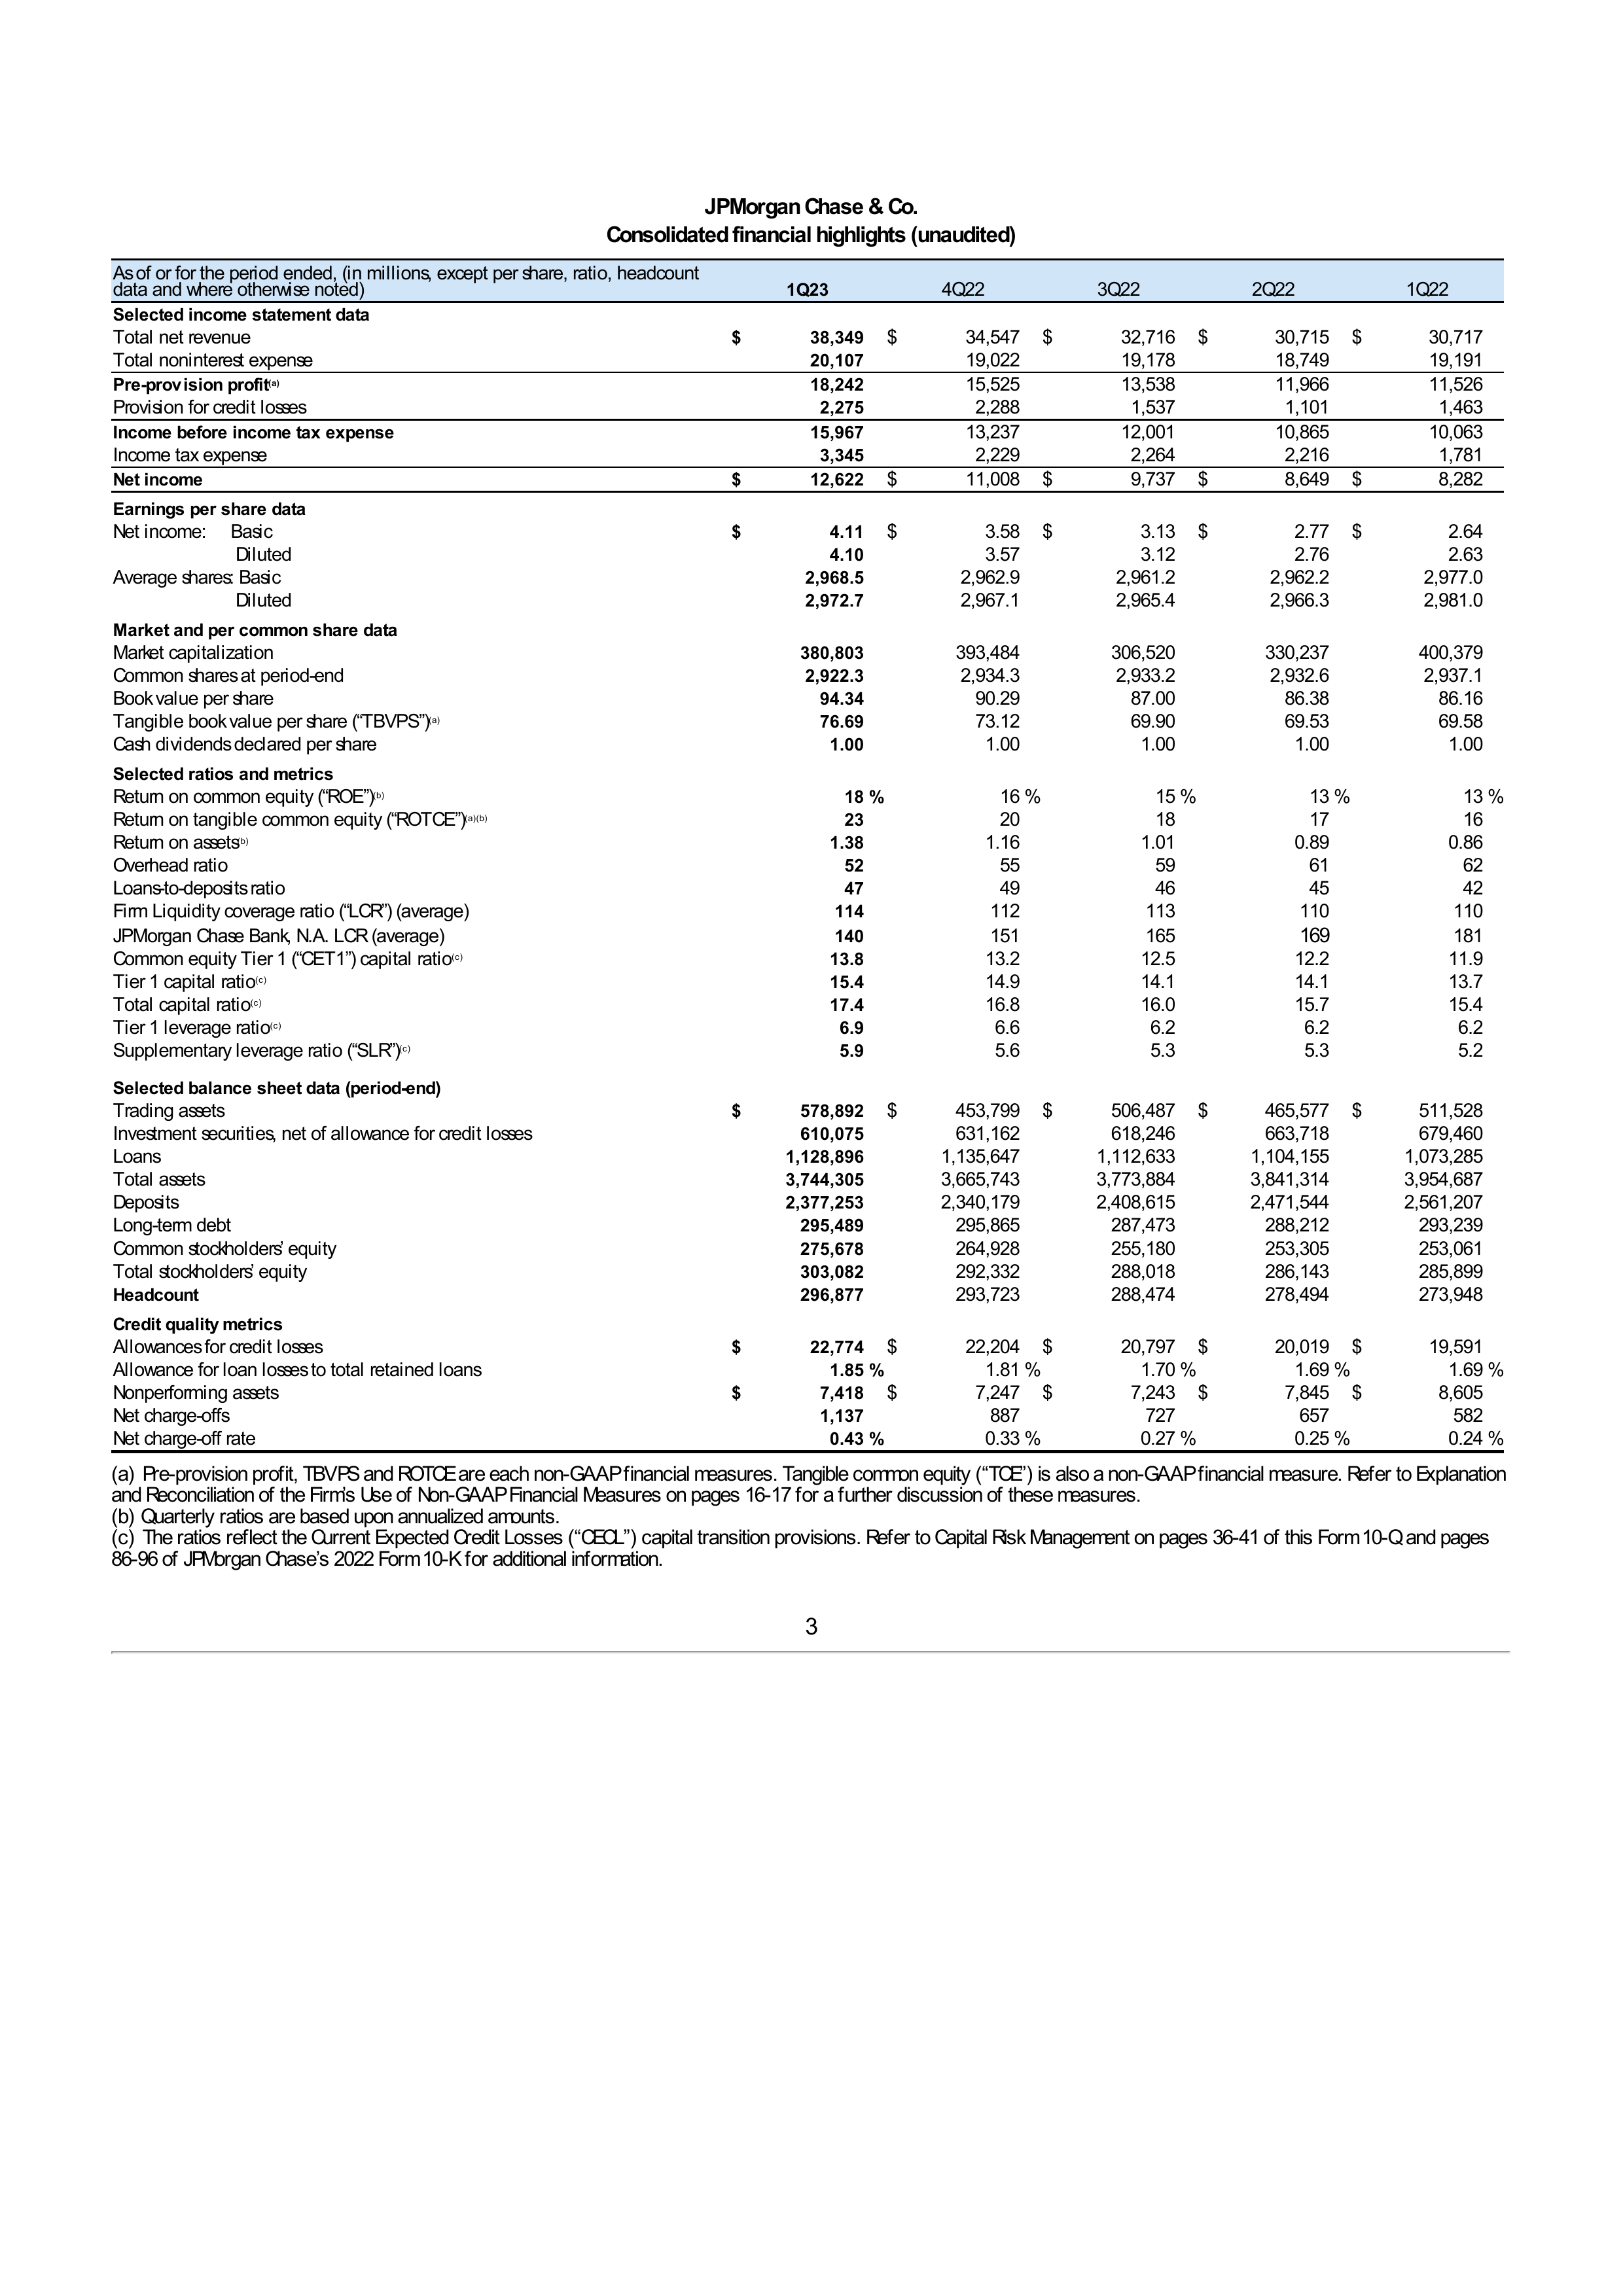 JPMorgan Chase & Co.
Consolidated financial highlights (unaudited)
As of or for the period ended, (in millions, except per share, ratio, headcount
data and where otherwise noted) 1Q23 4Q22 3Q22 2Q22 1Q22
Selected income statement data
Total net revenue $ 38,349 $ 34,547 $ 32,716 $ 30,715 $ 30,717
Total noninterest expense 20,107 19,022 19,178 18,749 19,191
Pre-provision profit(a) 18,242 15,525 13,538 11,966 11,526
Provision for credit losses 2,275 2,288 1,537 1,101 1,463
Income before income tax expense 15,967 13,237 12,001 10,865 10,063
Income tax expense 3,345 2,229 2,264 2,216 1,781
Net income $ 12,622 $ 11,008 $ 9,737 $ 8,649 $ 8,282
Earnings per share data
Net income: Basic $ 4.11 $ 3.58 $ 3.13 $ 2.77 $ 2.64
Diluted 4.10 3.57 3.12 2.76 2.63
Average shares: Basic 2,968.5 2,962.9 2,961.2 2,962.2 2,977.0
Diluted 2,972.7 2,967.1 2,965.4 2,966.3 2,981.0
Market and per common share data
Market capitalization 380,803 393,484 306,520 330,237 400,379
Common shares at period-end 2,922.3 2,934.3 2,933.2 2,932.6 2,937.1
Book value per share 94.34 90.29 87.00 86.38 86.16
Tangible book value per share (“TBVPS”)(a) 76.69 73.12 69.90 69.53 69.58
Cash dividends declared per share 1.00 1.00 1.00 1.00 1.00
Selected ratios and metrics
Return on common equity (“ROE”)(b) 18 % 16 % 15 % 13 % 13 %
Return on tangible common equity (“ROTCE”)(a)(b) 23 20 18 17 16
Return on assets(b) 1.38 1.16 1.01 0.89 0.86
Overhead ratio 52 55 59 61 62
Loans-to-deposits ratio 47 49 46 45 42
Firm Liquidity coverage ratio (“LCR”) (average) 114 112 113 110 110
JPMorgan Chase Bank, N.A. LCR (average) 140 151 165 169 181
Common equity Tier 1 (“CET1”) capital ratio(c) 13.8 13.2 12.5 12.2 11.9
Tier 1 capital ratio(c) 15.4 14.9 14.1 14.1 13.7
Total capital ratio(c) 17.4 16.8 16.0 15.7 15.4
Tier 1 leverage ratio(c) 6.9 6.6 6.2 6.2 6.2
Supplementary leverage ratio (“SLR”)(c) 5.9 5.6 5.3 5.3 5.2
Selected balance sheet data (period-end)
Trading assets $ 578,892 $ 453,799 $ 506,487 $ 465,577 $ 511,528
Investment securities, net of allowance for credit losses 610,075 631,162 618,246 663,718 679,460
Loans 1,128,896 1,135,647 1,112,633 1,104,155 1,073,285
Total assets 3,744,305 3,665,743 3,773,884 3,841,314 3,954,687
Deposits 2,377,253 2,340,179 2,408,615 2,471,544 2,561,207
Long-term debt 295,489 295,865 287,473 288,212 293,239
Common stockholders’ equity 275,678 264,928 255,180 253,305 253,061
Total stockholders’ equity 303,082 292,332 288,018 286,143 285,899
Headcount 296,877 293,723 288,474 278,494 273,948
Credit quality metrics
Allowances for credit losses $ 22,774 $ 22,204 $ 20,797 $ 20,019 $ 19,591
Allowance for loan losses to total retained loans 1.85 % 1.81 % 1.70 % 1.69 % 1.69 %
Nonperforming assets $ 7,418 $ 7,247 $ 7,243 $ 7,845 $ 8,605
Net charge-offs 1,137 887 727 657 582
Net charge-off rate 0.43 % 0.33 % 0.27 % 0.25 % 0.24 %
(a) Pre-provision profit, TBVPS and ROTCE are each non-GAAP financial measures. Tangible common equity (“TCE”) is also a non-GAAP financial measure. Refer to Explanation
and Reconciliation of the Firm’s Use of Non-GAAP Financial Measures on pages 16-17 for a further discussion of these measures.
(b) Quarterly ratios are based upon annualized amounts.
(c) The ratios reflect the Current Expected Credit Losses (“CECL”) capital transition provisions. Refer to Capital Risk Management on pages 36-41 of this Form 10-Q and pages
86-96 of JPMorgan Chase’s 2022 Form 10-K for additional information.
3